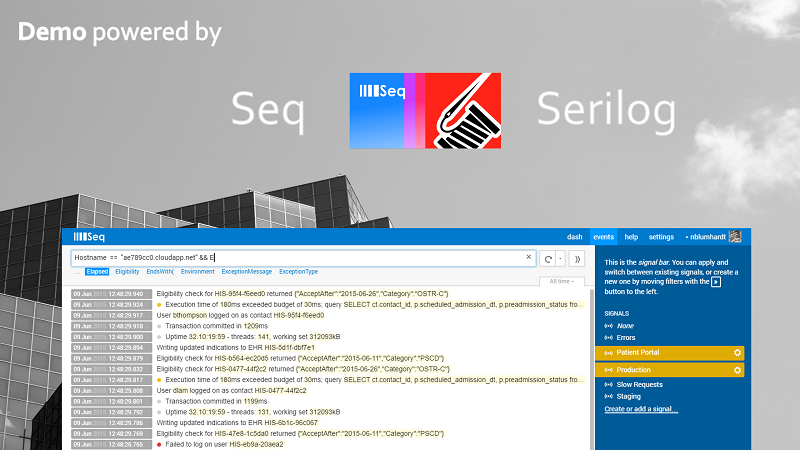 Demo powered by
Seq
Seq
Serilog
Seq
dash events help settings nblumhardt
Hostname == "ae789cc0.cloudapp.net" && E
... Elapsed Eligibility EndsWith( Environment ExceptionMessage ExceptionType
All time
09 Jun 2015 12:48:29.940 Eligibility check for HIS-95f4-f6eed0 returned {"AcceptAfter":"2015-06-26","Category":"OSTR-C"}
09 Jun 2015 12:48:29.924 Execution time of 180ms exceeded budget of 30ms; query SELECT ct.contact_id, p.scheduled_admission_dt, p.preadmission_status fro...
09 Jun 2015 12:48:29.917 User bthompson logged on as contact HIS-95f4-f6eed0
09 Jun 2015 12:48:29.910 Transaction committed in 1209ms
09 Jun 2015 12:48:29.900 Uptime 32.10:19:59 - threads: 141, working set 312093kB
09 Jun 2015 12:48:29.894 Writing updated indications to EHR HIS-5d1f-dbf7e1
09 Jun 2015 12:48:29.879 Eligibility check for HIS-b564-ec20d5 returned {"AcceptAfter":"2015-06-11","Category":"PSCD"}
09 Jun 2015 12:48:29.832 Eligibility check for HIS-0477-44f2c2 returned {"AcceptAfter":"2015-06-26","Category":"OSTR-C"}
09 Jun 2015 12:48:29.817 Execution time of 180ms exceeded budget of 30ms; query SELECT ct.contact_id, p.scheduled_admission_dt, p.preadmission_status fro...
09 Jun 2015 12:48:29.808 User dlam logged on as contact HIS-0477-44f2c2
09 Jun 2015 12:48:29.801 Transaction committed in 1199ms
09 Jun 2015 12:48:29.792 Uptime 32.10:19:59 - threads: 131, working set 312093kB
09 Jun 2015 12:48:29.786 Writing updated indications to EHR HIS-6b1c-96c067
09 Jun 2015 12:48:29.769 Eligibility check for HIS-47e8-1c5da0 returned {"AcceptAfter":"2015-06-11","Category":"PSCD"}
09 Jun 2015 12:48:26.765 Failed to log on user HIS-eb9a-20aea2
This is the signal bar. You can apply and
switch between existing signals, or create a
new one by moving filters with the
button to the left.
SIGNALS
None
Errors
Patient Portal
Production
Slow Requests
Staging
Create or add a signal...